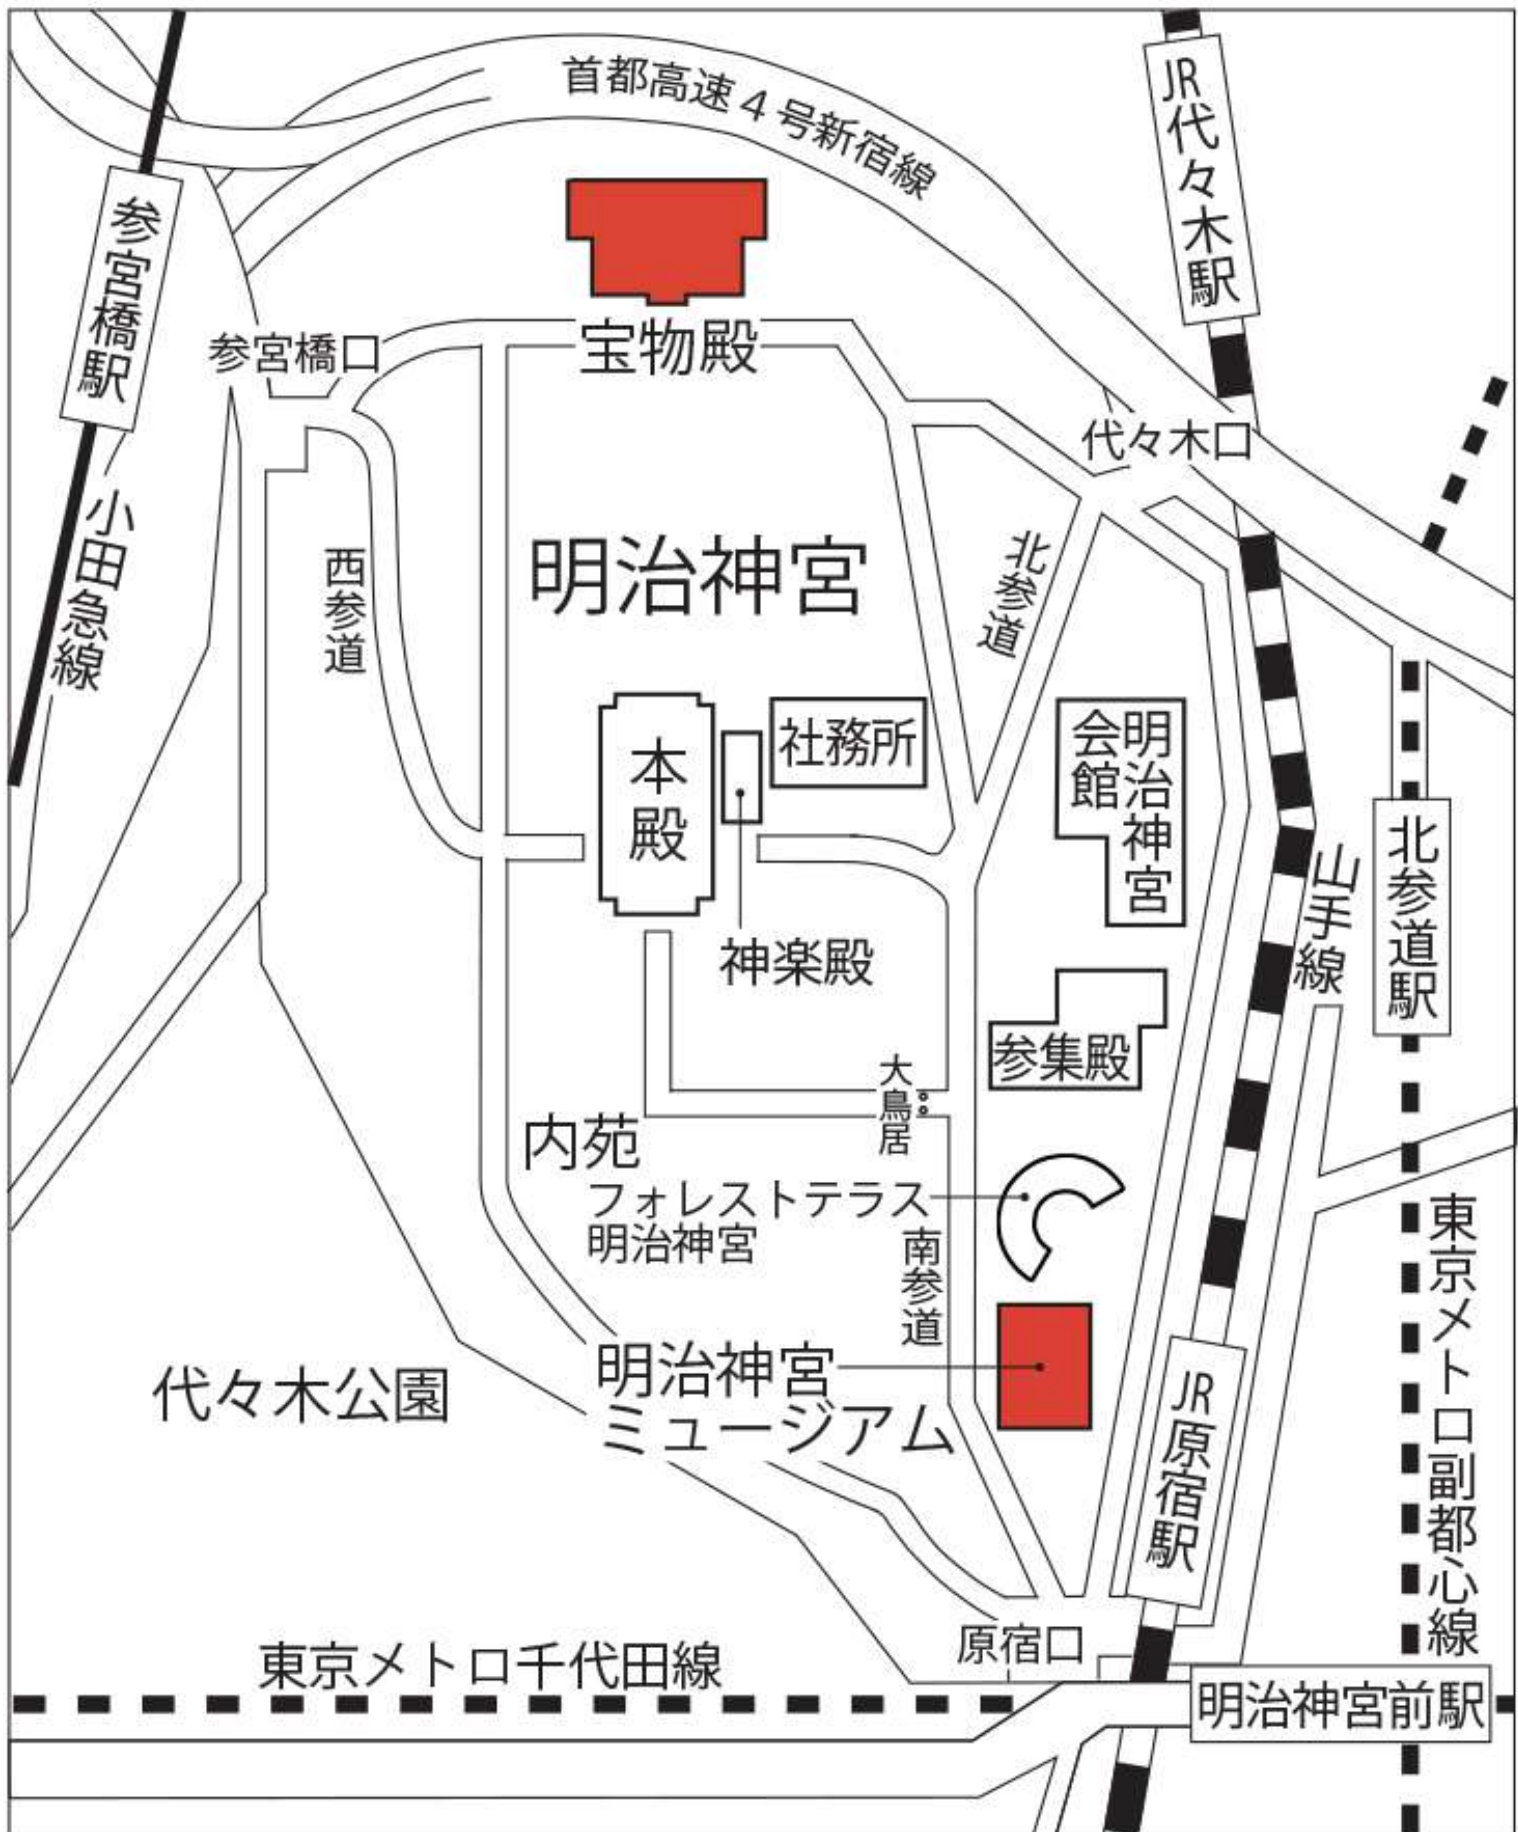 首都高速4号新宿線
JR代々木駅
参宮橋駅
宝物殿
参宮橋口
代々木口
小田急線
西参道
明治神宮
北参道
本殿
社務所
明治神宮
会館
山手線
北参道駅
神楽殿
参集殿
大鳥居
内苑
フォレストテラス
明治神宮
南参道
東京メトロ副都心線
明治神宮
ミュージアム
代々木公園
JR原宿駅
原宿口
東京メトロ千代田線
明治神宮前駅